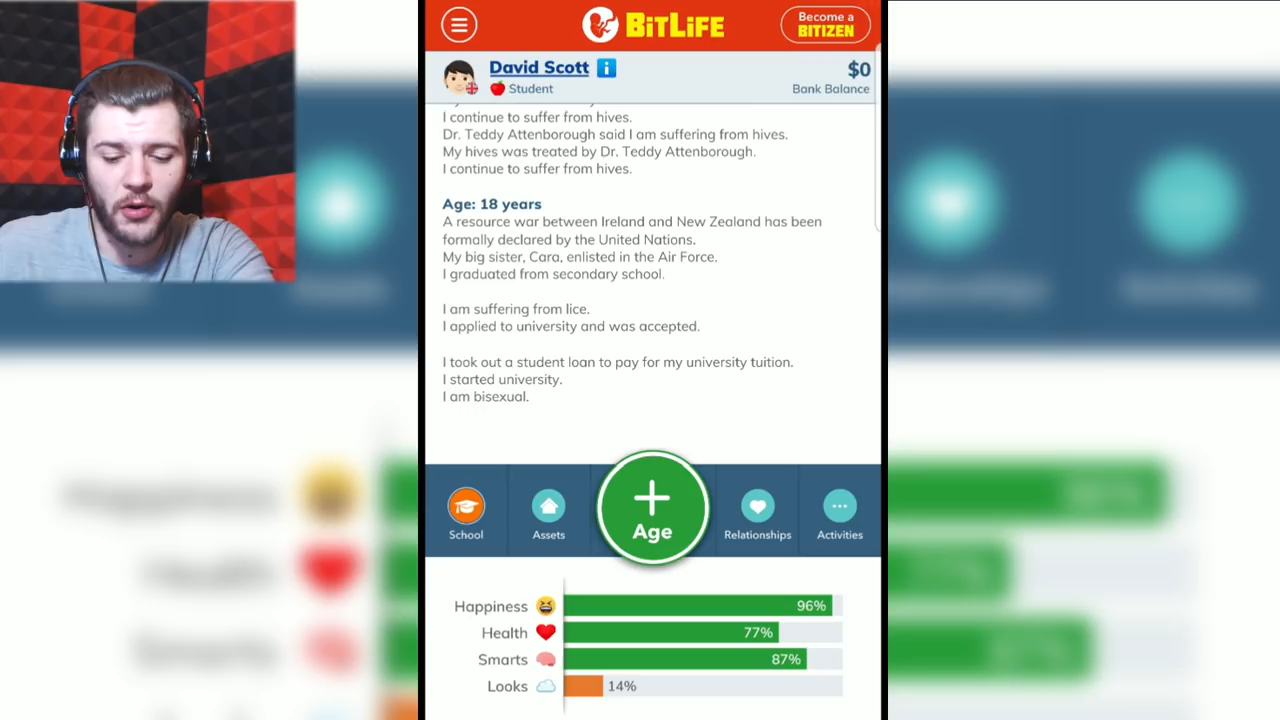 BITLIFE
Become a
BITIZEN
David Scott i
Student
$0
Bank Balance
I continue to suffer from hives.
Dr. Teddy Attenborough said I am suffering from hives.
My hives was treated by Dr. Teddy Attenborough.
I continue to suffer from hives.
Age: 18 years
A resource war between Ireland and New Zealand has been
formally declared by the United Nations.
My big sister, Cara, enlisted in the Air Force.
I graduated from secondary school.
I am suffering from lice.
I applied to university and was accepted.
I took out a student loan to pay for my university tuition.
I started university.
I am bisexual.
School
Assets
Age
Relationships
Activities
Happiness 96%
Health 77%
Smarts 87%
Looks 14%